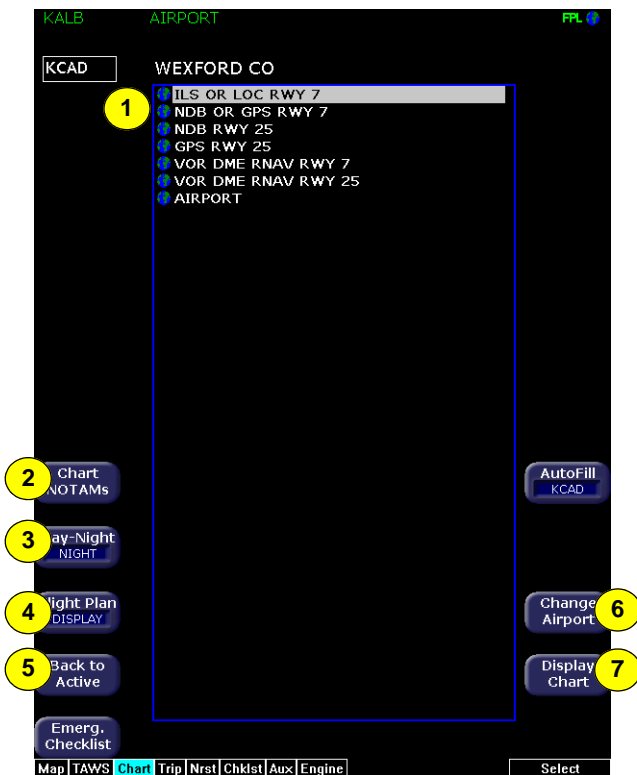 KALB AIRPORT FPL
KCAD WEXFORD CO
1
ILS OR LOC RWY 7
NDB OR GPS RWY 7
NDB RWY 25
GPS RWY 25
VOR DME RNAV RWY 7
VOR DME RNAV RWY 25
AIRPORT
2
Chart
NOTAMs
AutoFill
KCAD
3
ay-Night
NIGHT
4
light Plan
DISPLAY
Change
Airport
6
5
Back to
Active
Display
Chart
7
Emerg.
Checklist
Map TAWS Chart Trip Nrst Chklst Aux Engine Select